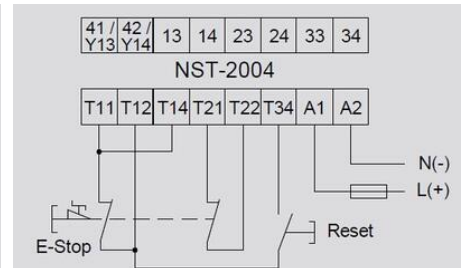 41/ 42/ 13 14 23 24 33 34
Y13 Y14
NST-2004
T11 T12 T14 T21 T22 T34 A1 A2
N(-)
L(+)
Reset
E-Stop